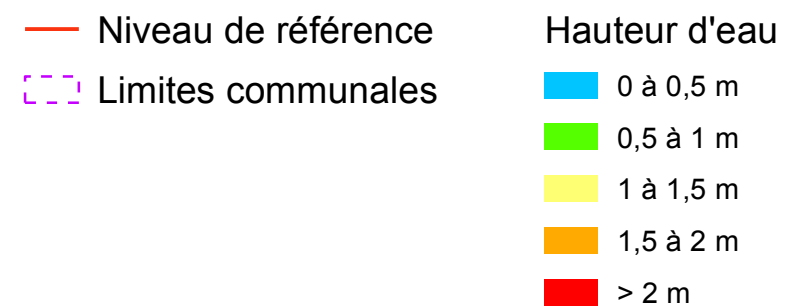 Niveau de référence
Limites communales
Hauteur d'eau
0 à 0,5 m
0,5 à 1 m
1 à 1,5 m
1,5 à 2 m
> 2 m